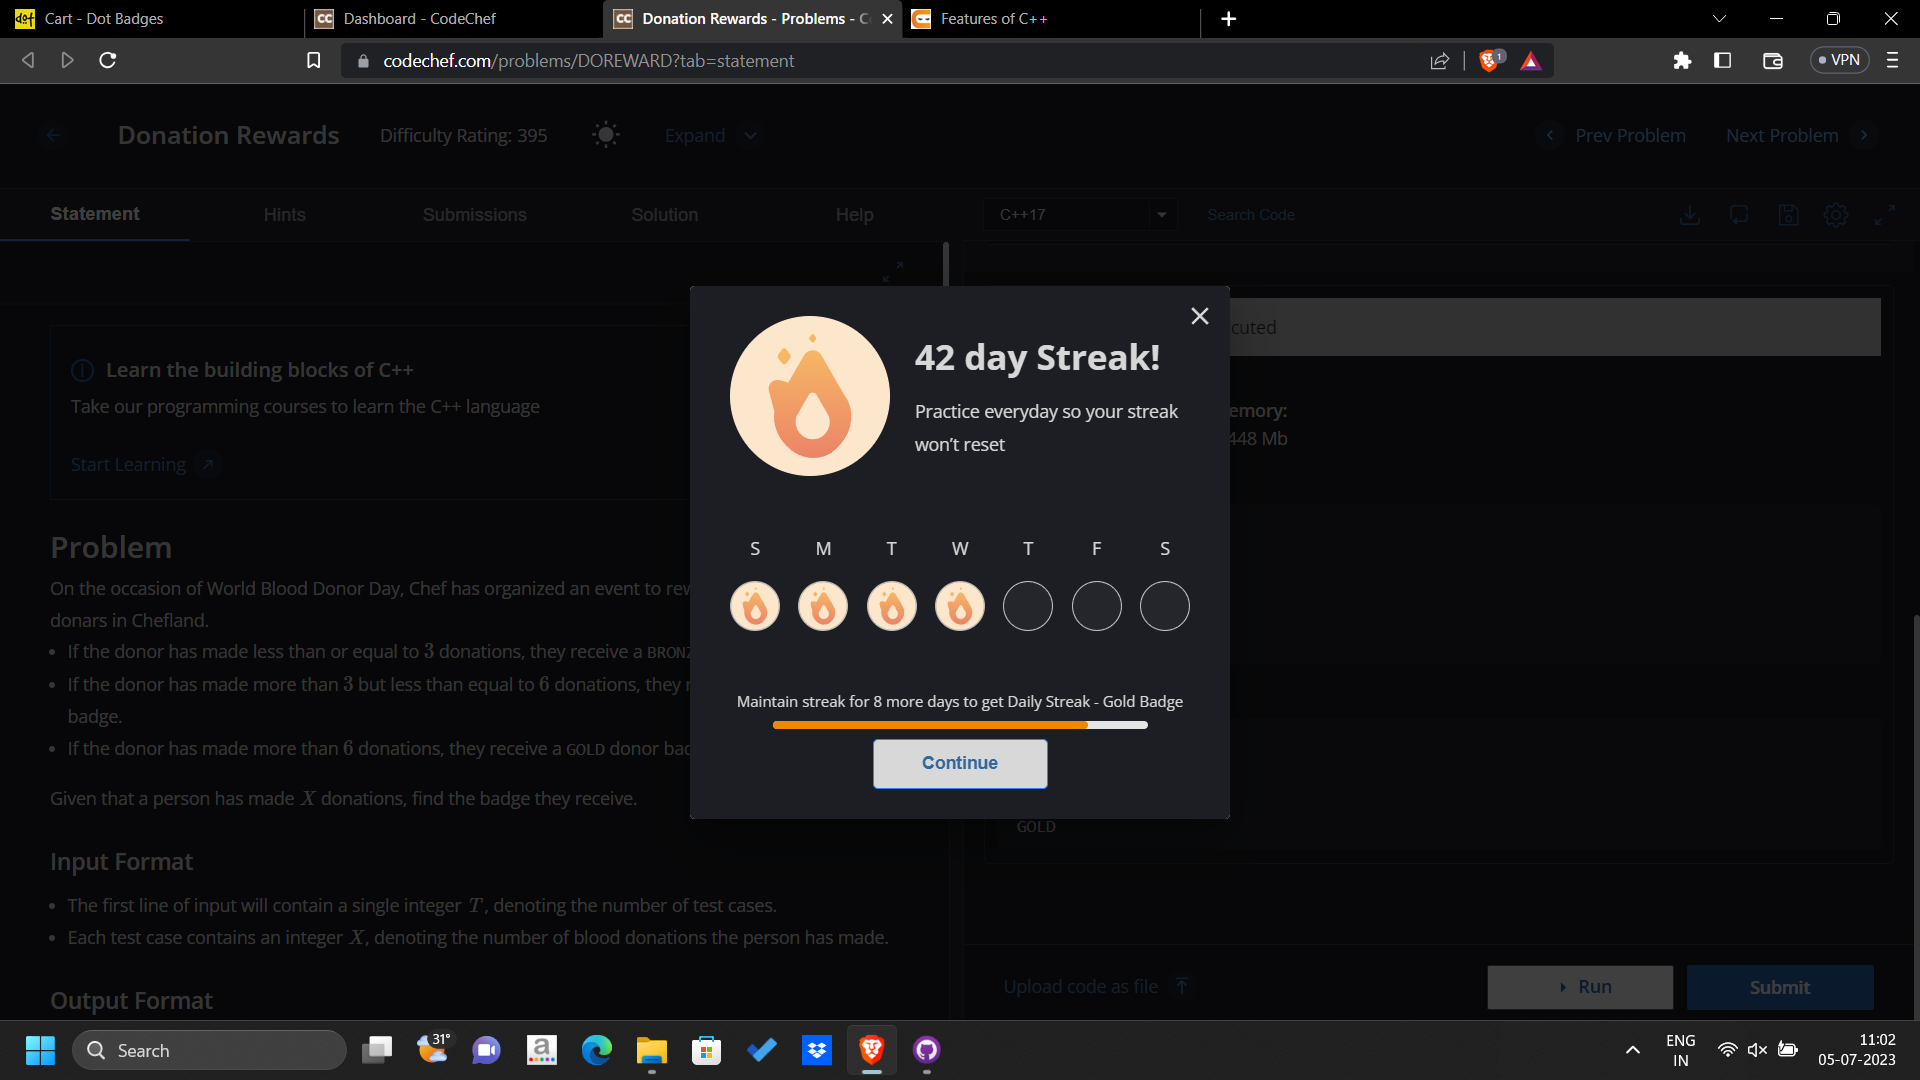 Cart - Dot Badges
Dashboard - CodeChef
Donation Rewards - Problems - C
Features of C++
codechef.com/problems/DOREWARD?tab=statement
1
VPN
Donation Rewards
Difficulty Rating: 395
Expand
Prev Problem
Next Problem
Statement
Hints
Submissions
Solution
Help
C++17
Search Code
Learn the building blocks of C++
Take our programming courses to learn the C++ language
Start Learning
Problem
On the occasion of World Blood Donor Day, Chef has organized an event to rew
donars in Chefland.
• If the donor has made less than or equal to 3 donations, they receive a BRONZ
• If the donor has made more than 3 but less than equal to 6 donations, they r
badge.
• If the donor has made more than 6 donations, they receive a GOLD donor bad
Given that a person has made X donations, find the badge they receive.
Input Format
• The first line of input will contain a single integer T, denoting the number of test cases.
• Each test case contains an integer X, denoting the number of blood donations the person has made.
Output Format
42 day Streak!
Practice everyday so your streak
won't reset
S M T W T F S
Maintain streak for 8 more days to get Daily Streak - Gold Badge
Continue
cuted
emory:
448 Mb
GOLD
Upload code as file
Run
Submit
Search
31°
ENG
IN
11:02
05-07-2023